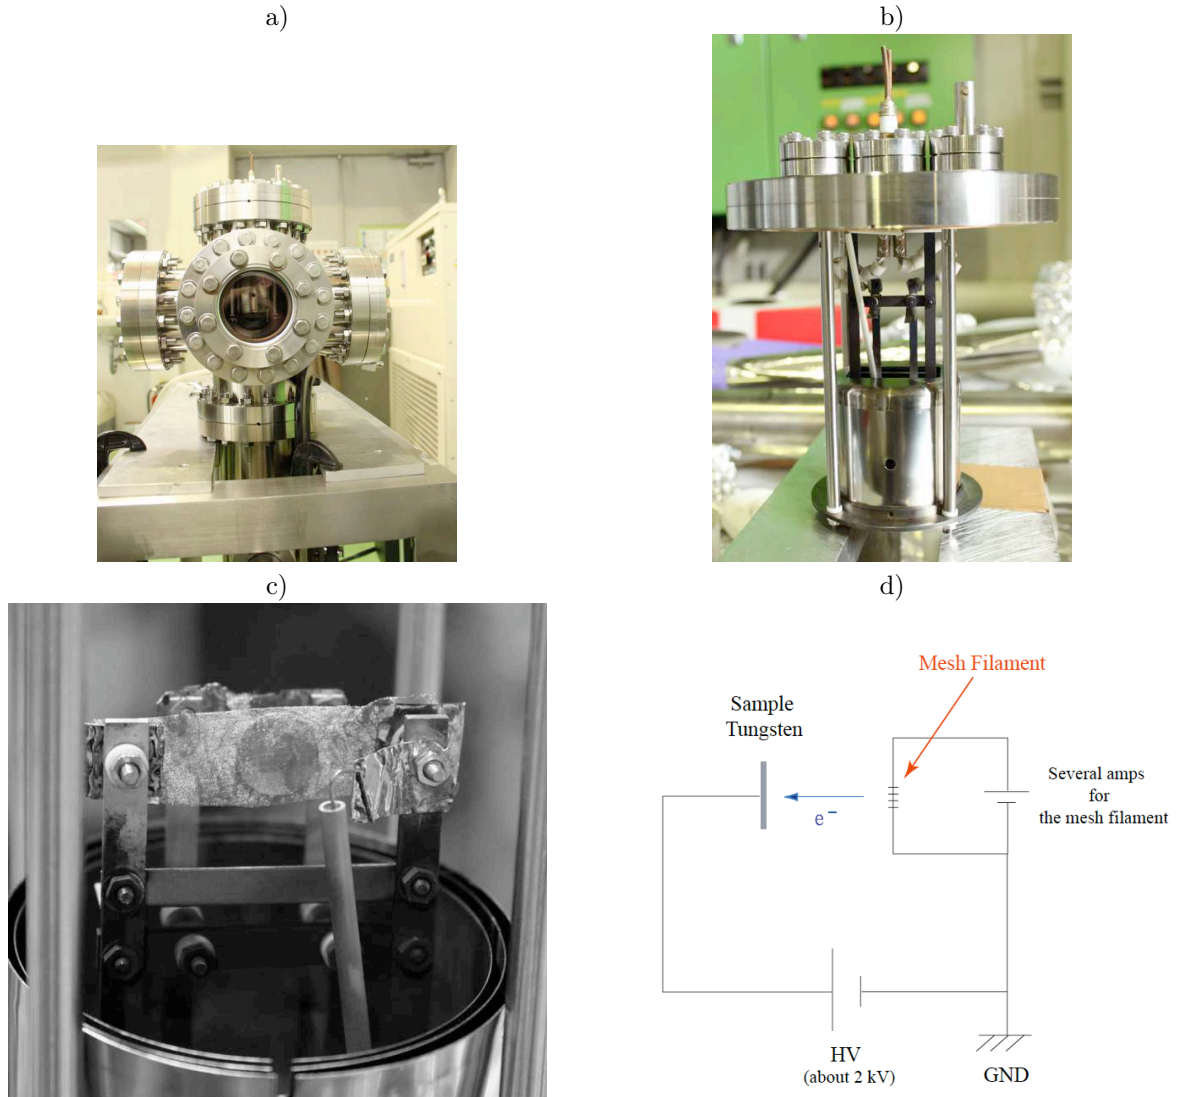 a)
b)
c)
d)
Mesh Filament
Sample
Tungsten
Several amps
for
the mesh filament
e⁻
HV
(about 2 kV)
GND